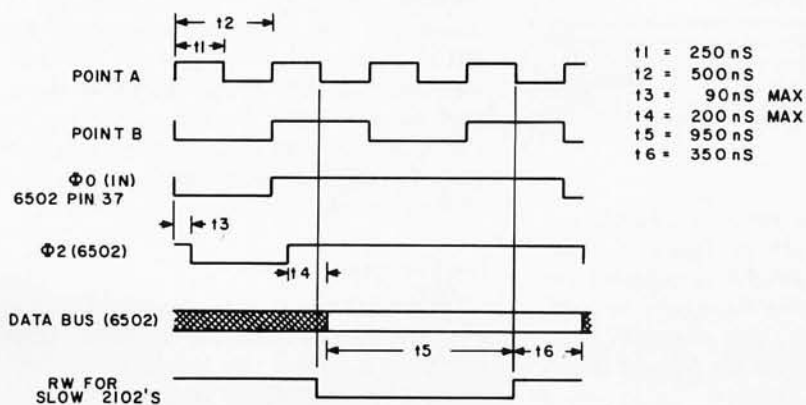 t2
t1
POINT A
POINT B
Φ0 (IN)
6502 PIN 37
t3
Φ2 (6502)
t4
DATA BUS (6502)
t5
t6
RW FOR
SLOW 2102'S
t1 = 250 nS
t2 = 500 nS
t3 = 90 nS MAX
t4 = 200 nS MAX
t5 = 950 nS
t6 = 350 nS